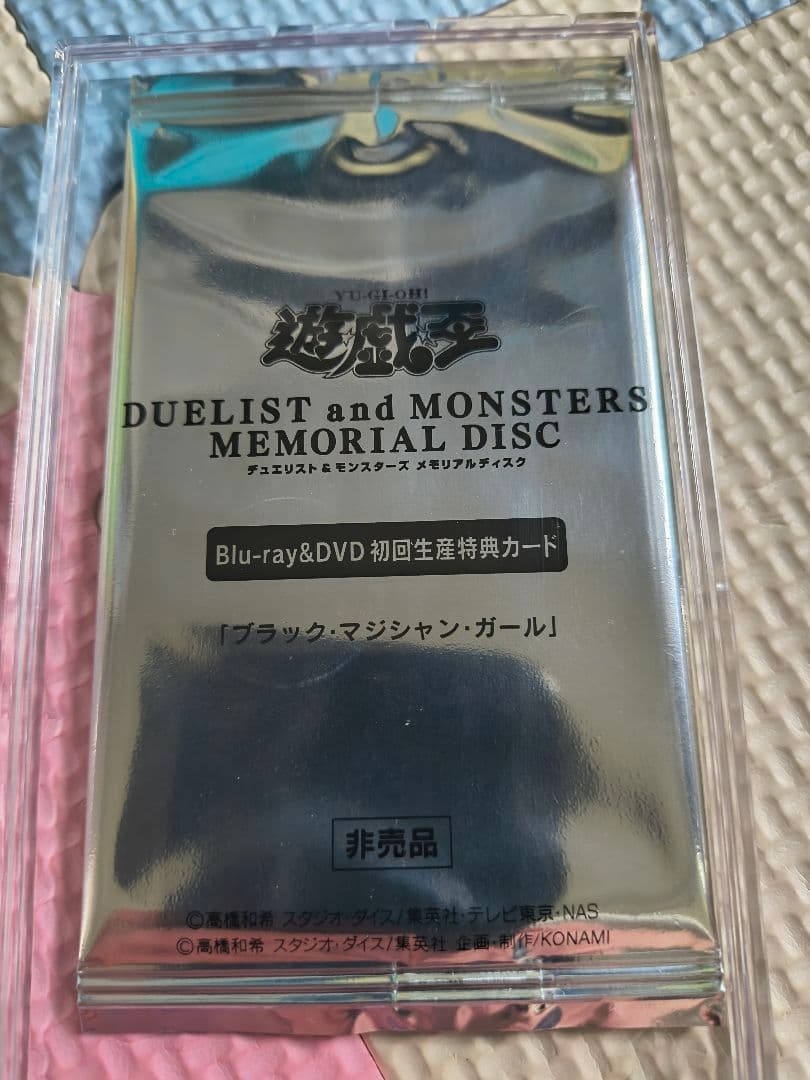 YU-GI-OH!
遊☆戯☆王
DUELIST and MONSTERS
MEMORIAL DISC
デュエリスト&モンスターズ メモリアルディスク
Blu-ray&DVD 初回生産特典カード
「ブラック・マジシャン・ガール」
非売品
©高橋和希 スタジオ・ダイス/集英社・テレビ東京・NAS
©高橋和希 スタジオ・ダイス/集英社 企画・制作/KONAMI